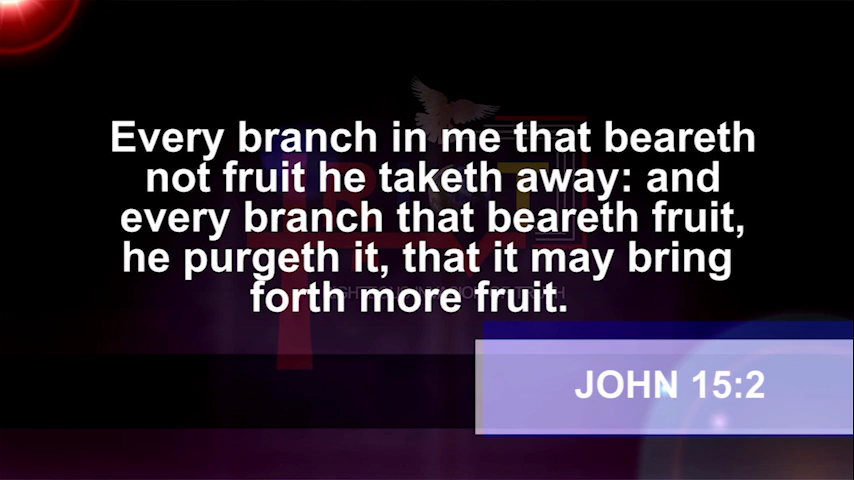 Every branch in me that beareth
not fruit he taketh away: and
every branch that beareth fruit,
he purgeth it, that it may bring
forth more fruit.
JOHN 15:2